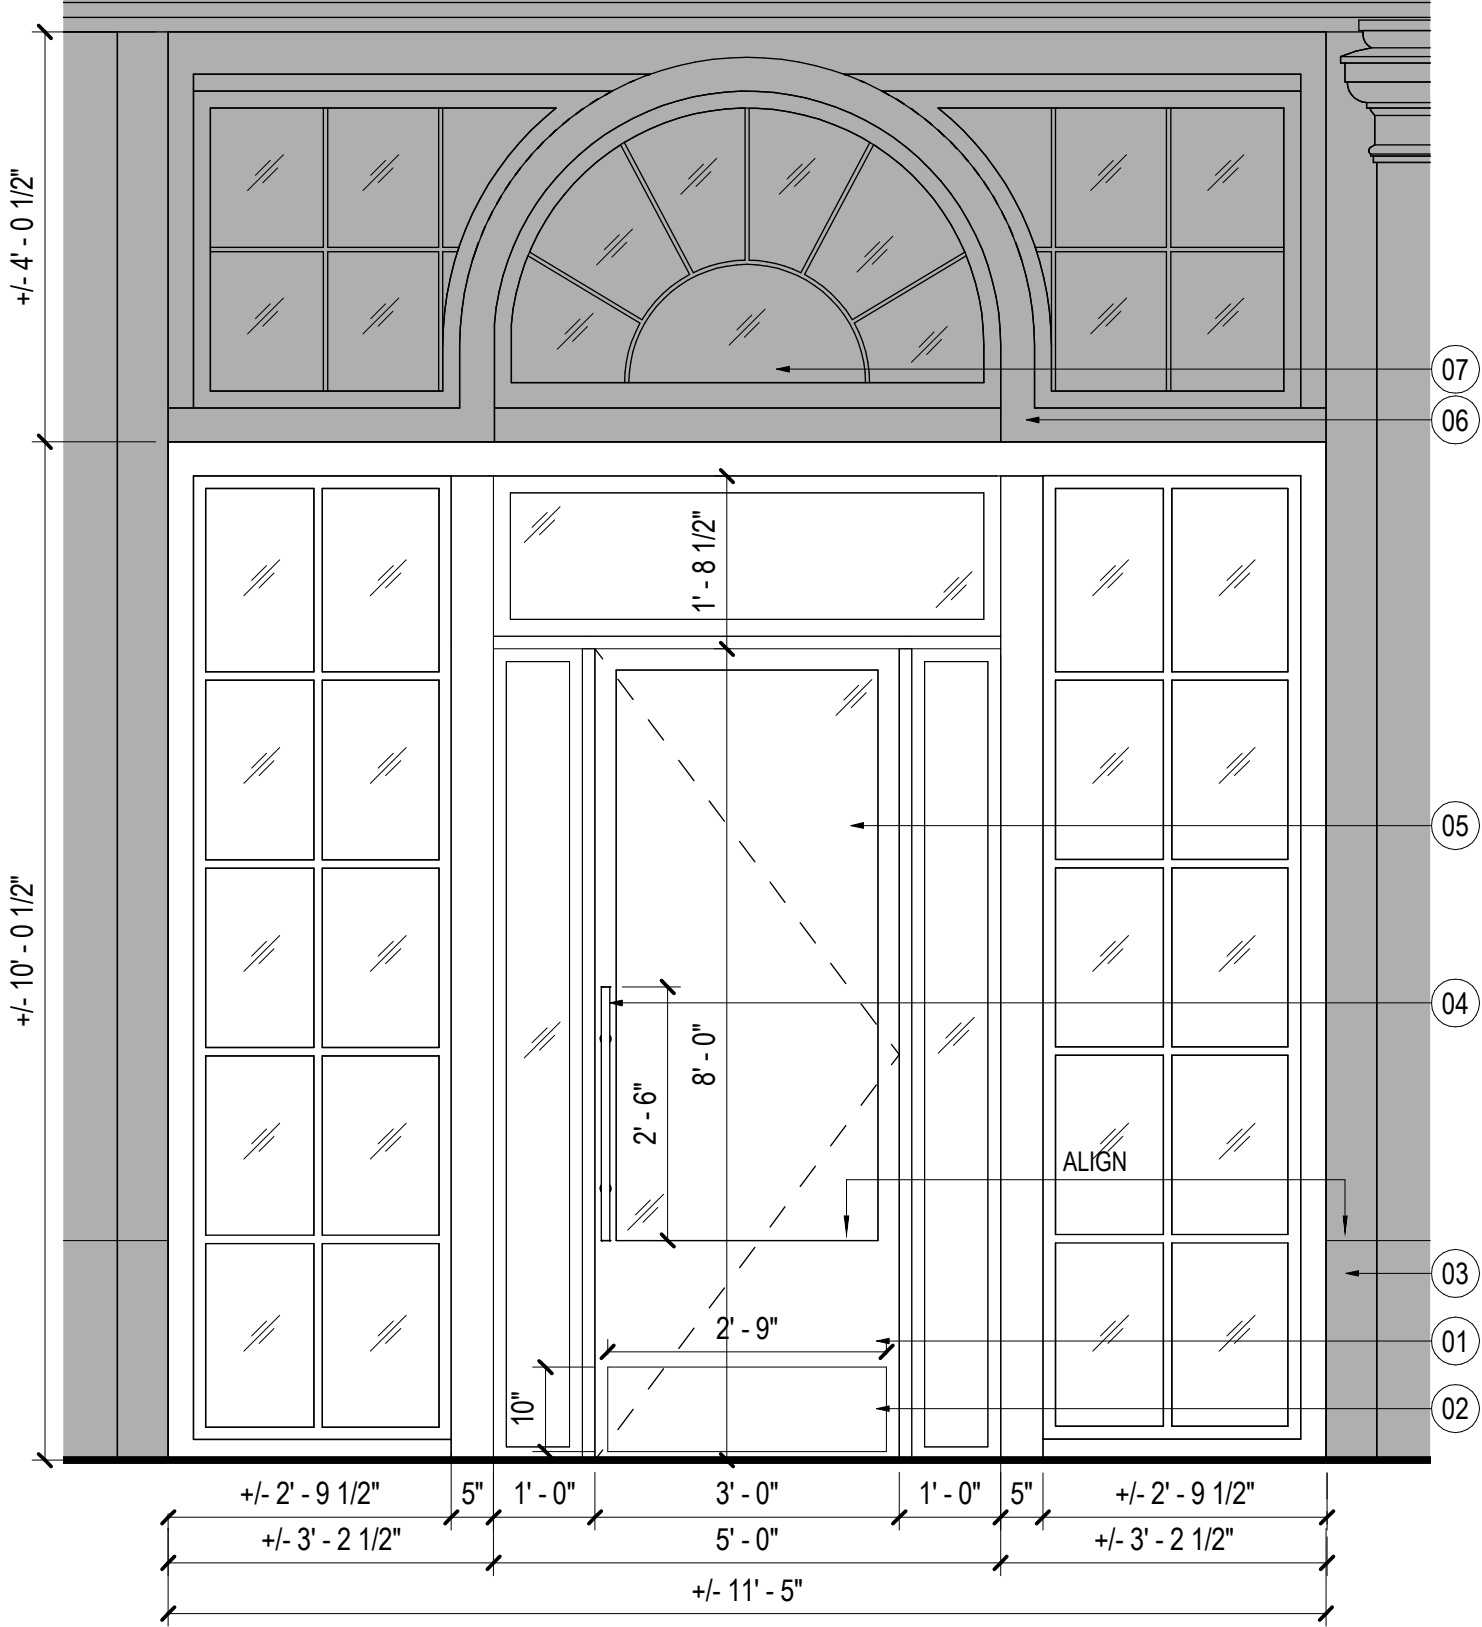 +/- 4' - 0 1/2"
07
06
1' - 8 1/2"
05
+/- 10' - 0 1/2"
04
8' - 0"
2' - 6"
ALIGN
03
2' - 9"
01
10"
02
+/- 2' - 9 1/2" 5" 1' - 0" 3' - 0" 1' - 0" 5" +/- 2' - 9 1/2"
+/- 3' - 2 1/2" 5' - 0" +/- 3' - 2 1/2"
+/- 11' - 5"